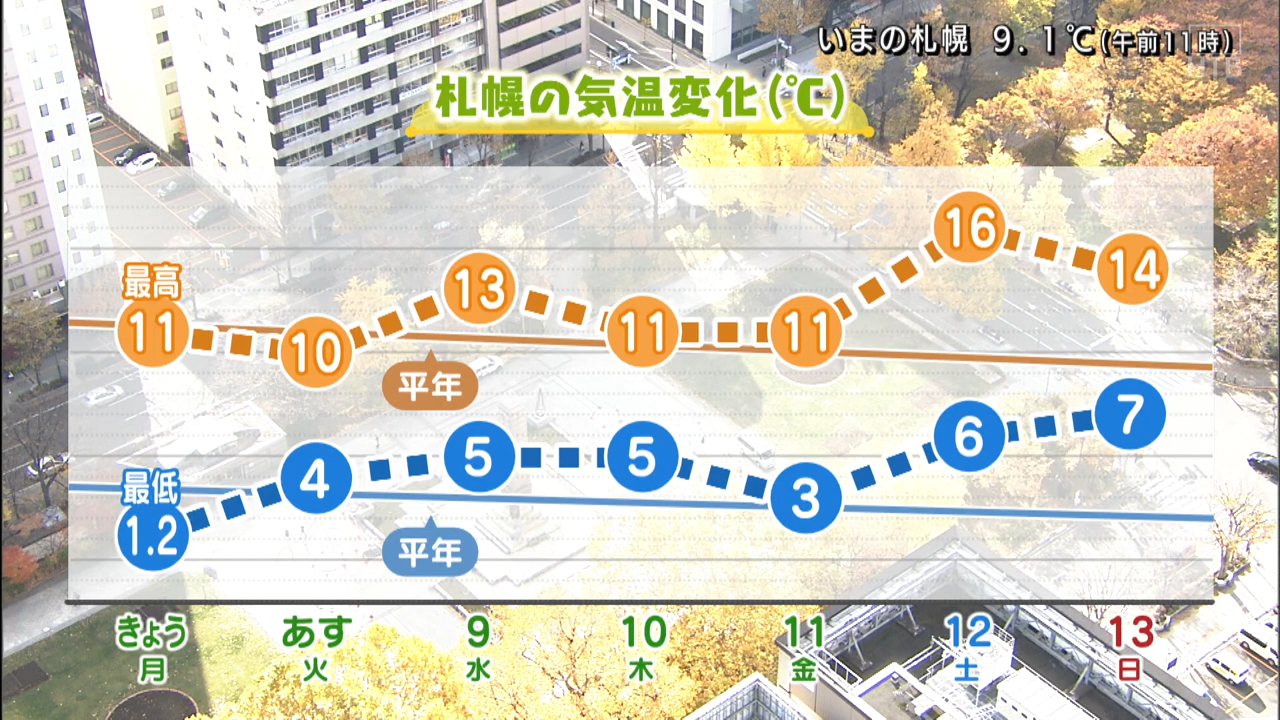 いまの札幌 9.1℃(午前11時)
札幌の気温変化(℃)
最高
11 10 13 11 11 16 14
平年
最低
1.2 4 5 5 3 6 7
平年
きょう あす 9 10 11 12 13
月 火 水 木 金 土 日